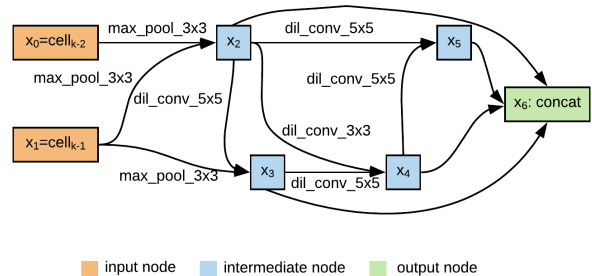 max_pool_3x3
dil_conv_5x5
x₀=cellₖ₋₂
x₂
x₅
max_pool_3x3
dil_conv_5x5
dil_conv_5x5
x₆: concat
dil_conv_3x3
x₁=cellₖ₋₁
max_pool_3x3
x₃
dil_conv_5x5
x₄
input node
intermediate node
output node